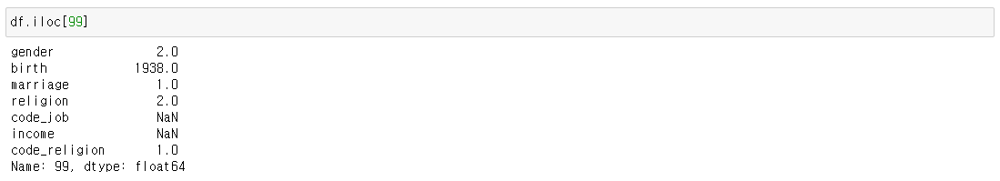 df.iloc[99]
gender 2.0
birth 1938.0
marriage 1.0
religion 2.0
code_job NaN
income NaN
code_religion 1.0
Name: 99, dtype: float64